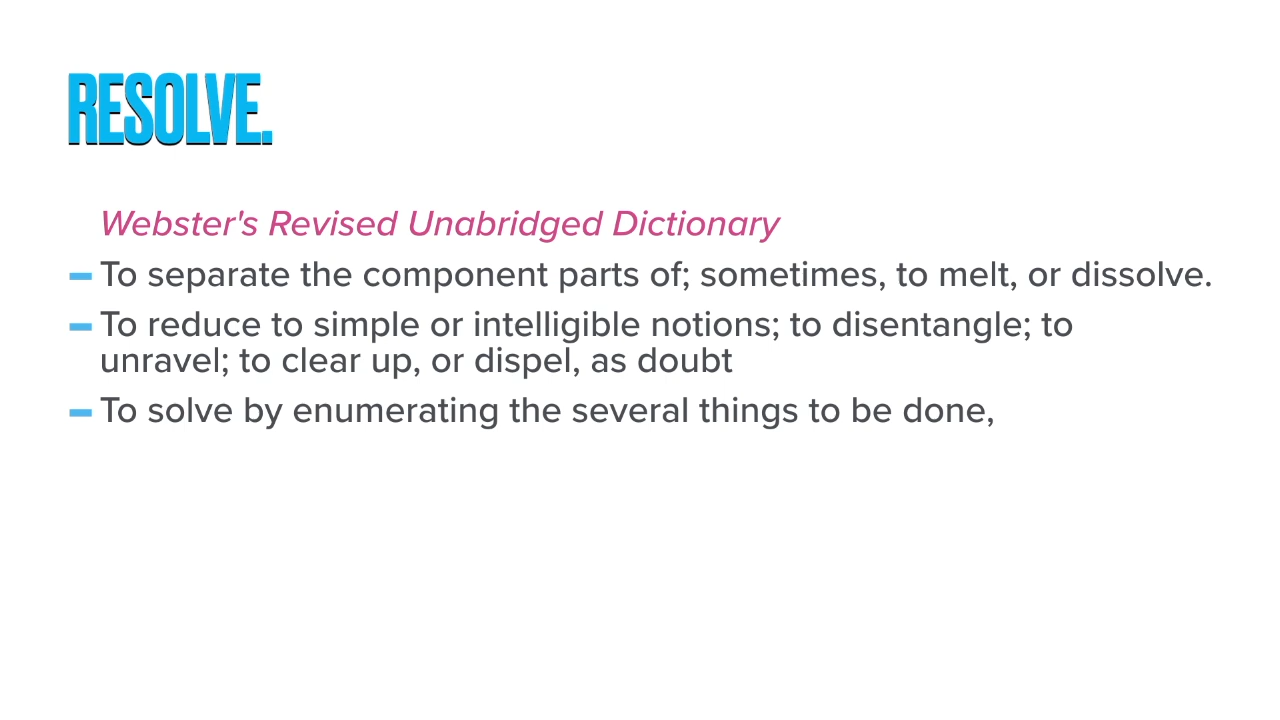 RESOLVE.
Webster's Revised Unabridged Dictionary
To separate the component parts of; sometimes, to melt, or dissolve.
To reduce to simple or intelligible notions; to disentangle; to
unravel; to clear up, or dispel, as doubt
To solve by enumerating the several things to be done,